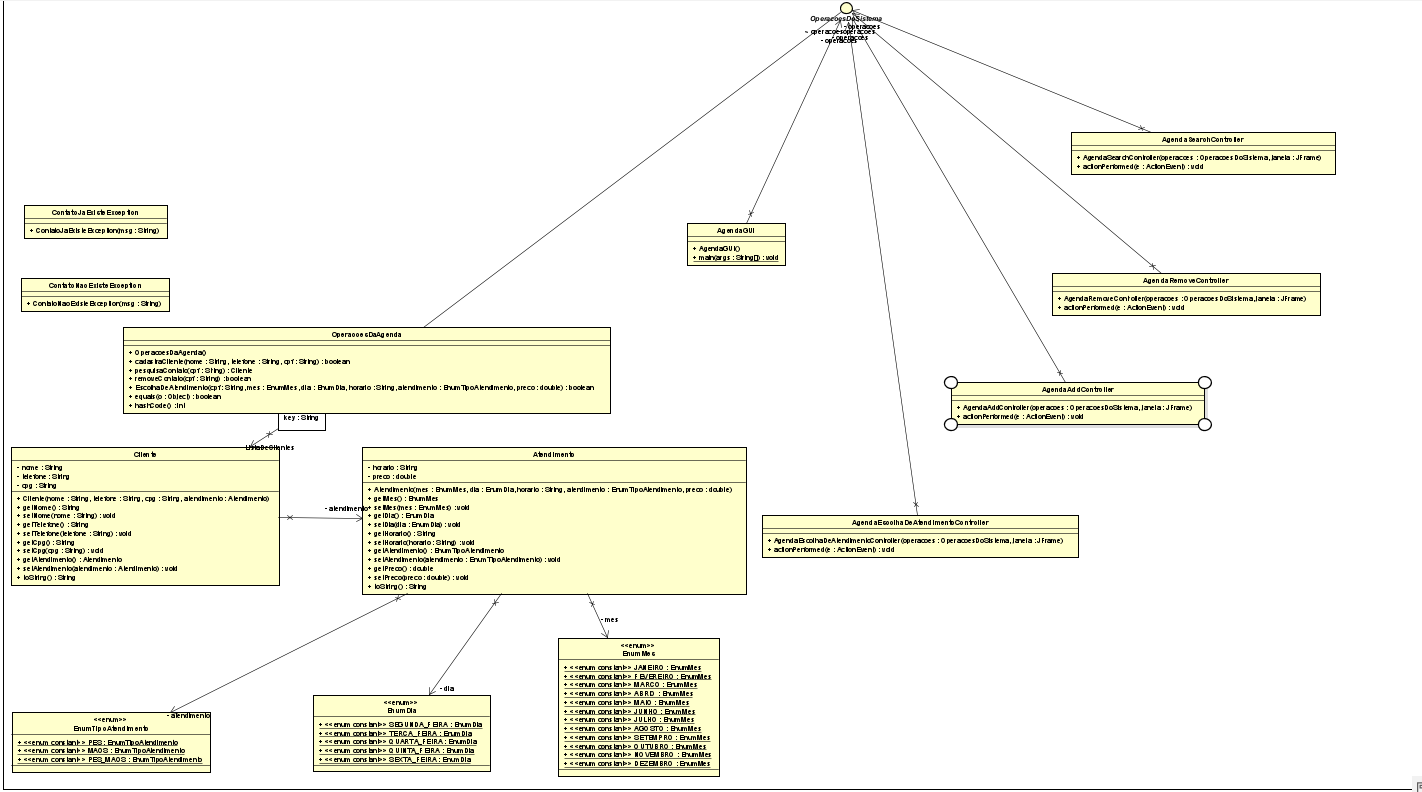 OperacoesDoSistema
- operacoes
- operacoes
operacoes
- operacoes
- operacoes
AgendaSearchController
+ AgendaSearchController(operacoes : OperacoesDoSistema, janela : JFrame)
+ actionPerformed(e : ActionEvent) : void
ContatoJaExisteException
+ ContatoJaExisteException(msg : String)
AgendaGUI
+ AgendaGUI()
+ main(args : String[]) : void
ContatoNaoExisteException
+ ContatoNaoExisteException(msg : String)
AgendaRemoveController
+ AgendaRemoveController(operacoes : OperacoesDoSistema, janela : JFrame)
+ actionPerformed(e : ActionEvent) : void
OperacoesDaAgenda
+ OperacoesDaAgenda()
+ cadastraCliente(nome : String, telefone : String, cpf : String) : boolean
+ pesquisaContato(cpf : String) : Cliente
+ removeContato(cpf : String) : boolean
+ EscolhaDeAtendimento(cpf : String, mes : EnumMes, dia : EnumDia, horario : String, atendimento : EnumTipoAtendimento, preco : double) : boolean
+ equals(o : Object) : boolean
+ hashCode() : int
key : String
AgendaAddController
+ AgendaAddController(operacoes : OperacoesDoSistema, janela : JFrame)
+ actionPerformed(e : ActionEvent) : void
Cliente
- nome : String
- telefone : String
- cpg : String
+ Cliente(nome : String, telefone : String, cpg : String, atendimento : Atendimento)
+ getNome() : String
+ setNome(nome : String) : void
+ getTelefone() : String
+ setTelefone(telefone : String) : void
+ getCpg() : String
+ setCpg(cpg : String) : void
+ getAtendimento() : Atendimento
+ setAtendimento(atendimento : Atendimento) : void
+ toString() : String
- atendimento
Atendimento
- horario : String
- preco : double
+ Atendimento(mes : EnumMes, dia : EnumDia, horario : String, atendimento : EnumTipoAtendimento, preco : double)
+ getMes() : EnumMes
+ setMes(mes : EnumMes) : void
+ getDia() : EnumDia
+ setDia(dia : EnumDia) : void
+ getHorario() : String
+ setHorario(horario : String) : void
+ getAtendimento() : EnumTipoAtendimento
+ setAtendimento(atendimento : EnumTipoAtendimento) : void
+ getPreco() : double
+ setPreco(preco : double) : void
+ toString() : String
AgendaEscolhaDeAtendimentoController
+ AgendaEscolhaDeAtendimentoController(operacoes : OperacoesDoSistema, janela : JFrame)
+ actionPerformed(e : ActionEvent) : void
- mes
- dia
- atendimento
<<enum>>
EnumTipoAtendimento
+ <<enum constant>> PES : EnumTipoAtendimento
+ <<enum constant>> MAOS : EnumTipoAtendimento
+ <<enum constant>> PES_MAOS : EnumTipoAtendimento
<<enum>>
EnumDia
+ <<enum constant>> SEGUNDA_FEIRA : EnumDia
+ <<enum constant>> TERCA_FEIRA : EnumDia
+ <<enum constant>> QUARTA_FEIRA : EnumDia
+ <<enum constant>> QUINTA_FEIRA : EnumDia
+ <<enum constant>> SEXTA_FEIRA : EnumDia
<<enum>>
EnumMes
+ <<enum constant>> JANEIRO : EnumMes
+ <<enum constant>> FEVEREIRO : EnumMes
+ <<enum constant>> MARCO : EnumMes
+ <<enum constant>> ABRIL : EnumMes
+ <<enum constant>> MAIO : EnumMes
+ <<enum constant>> JUNHO : EnumMes
+ <<enum constant>> JULHO : EnumMes
+ <<enum constant>> AGOSTO : EnumMes
+ <<enum constant>> SETEMPRO : EnumMes
+ <<enum constant>> OUTUBRO : EnumMes
+ <<enum constant>> NOVEMBRO : EnumMes
+ <<enum constant>> DEZEMBRO : EnumMes